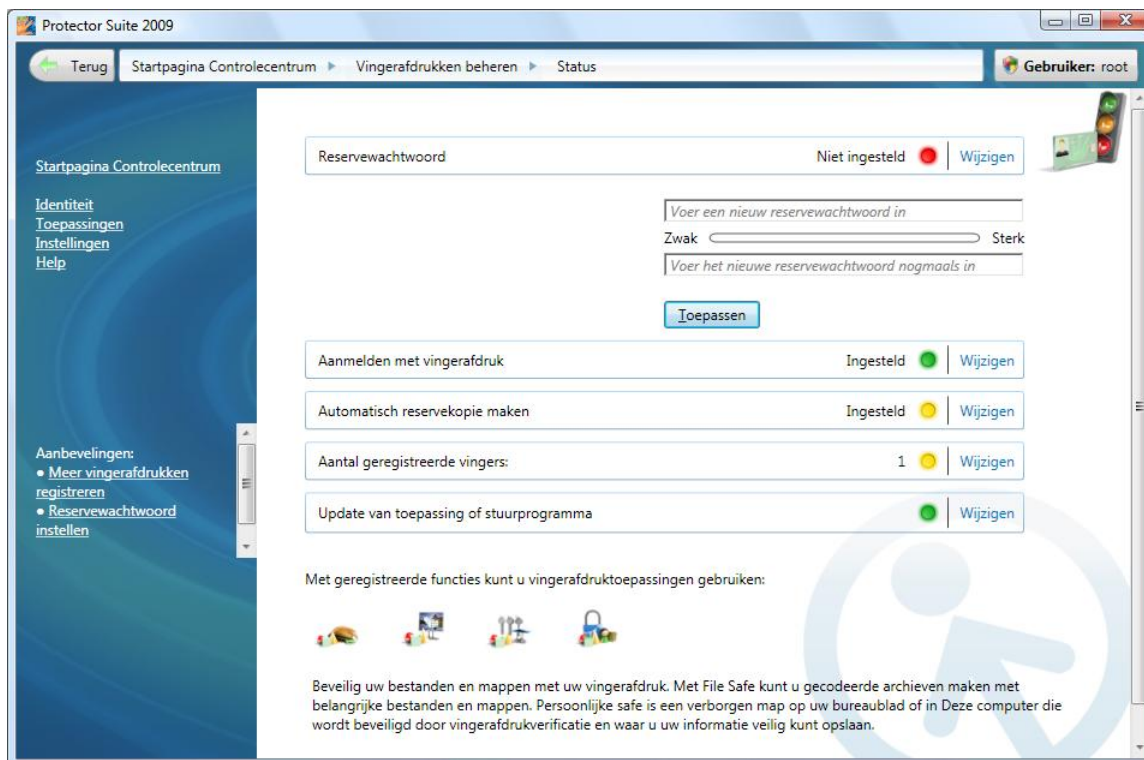 Protector Suite 2009
Terug
Startpagina Controlecentrum
Vingerafdrukken beheren
Status
Gebruiker: root
Startpagina Controlecentrum
Identiteit
Toepassingen
Instellingen
Help
Aanbevelingen:
• Meer vingerafdrukken
registreren
• Reservewachtwoord
instellen
Reservewachtwoord Niet ingesteld Wijzigen
Voer een nieuw reservewachtwoord in
Zwak Sterk
Voer het nieuwe reservewachtwoord nogmaals in
Toepassen
Aanmelden met vingerafdruk Ingesteld Wijzigen
Automatisch reservekopie maken Ingesteld Wijzigen
Aantal geregistreerde vingers: 1 Wijzigen
Update van toepassing of stuurprogramma Wijzigen
Met geregistreerde functies kunt u vingerafdruktoepassingen gebruiken:
Beveilig uw bestanden en mappen met uw vingerafdruk. Met File Safe kunt u gecodeerde archieven maken met
belangrijke bestanden en mappen. Persoonlijke safe is een verborgen map op uw bureaublad of in Deze computer die
wordt beveiligd door vingerafdrukverificatie en waar u uw informatie veilig kunt opslaan.